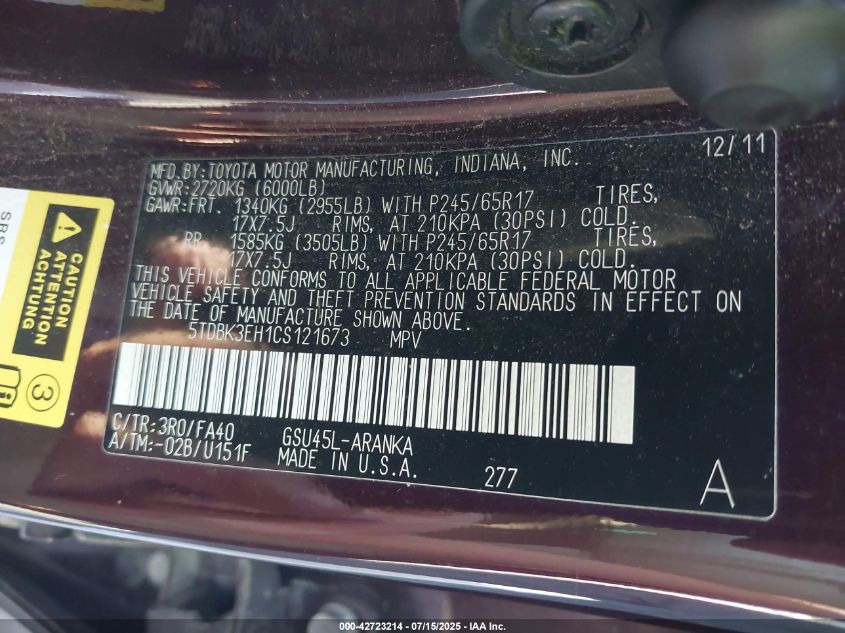 12/11
MFD.BY:TOYOTA MOTOR MANUFACTURING, INDIANA, INC.
GVWR:2720KG (6000LB)
GAWR:FRT. 1340KG (2955LB) WITH P245/65R17 TIRES,
17X7.5J RIMS, AT 210KPA (30PSI) COLD.
RR. 1585KG (3505LB) WITH P245/65R17 TIRES,
17X7.5J RIMS, AT 210KPA (30PSI) COLD.
THIS VEHICLE CONFORMS TO ALL APPLICABLE FEDERAL MOTOR
VEHICLE SAFETY AND THEFT PREVENTION STANDARDS IN EFFECT ON
THE DATE OF MANUFACTURE SHOWN ABOVE.
5TDBK3EH1CS121673 MPV
C/TR:3R0/FA40 GSU45L-ARANKA
A/TM:-02B/U151F MADE IN U.S.A.
277
A
SRS
CAUTION
ATTENTION
ACHTUNG
3
000-42723214 - 07/15/2025 - IAA Inc.